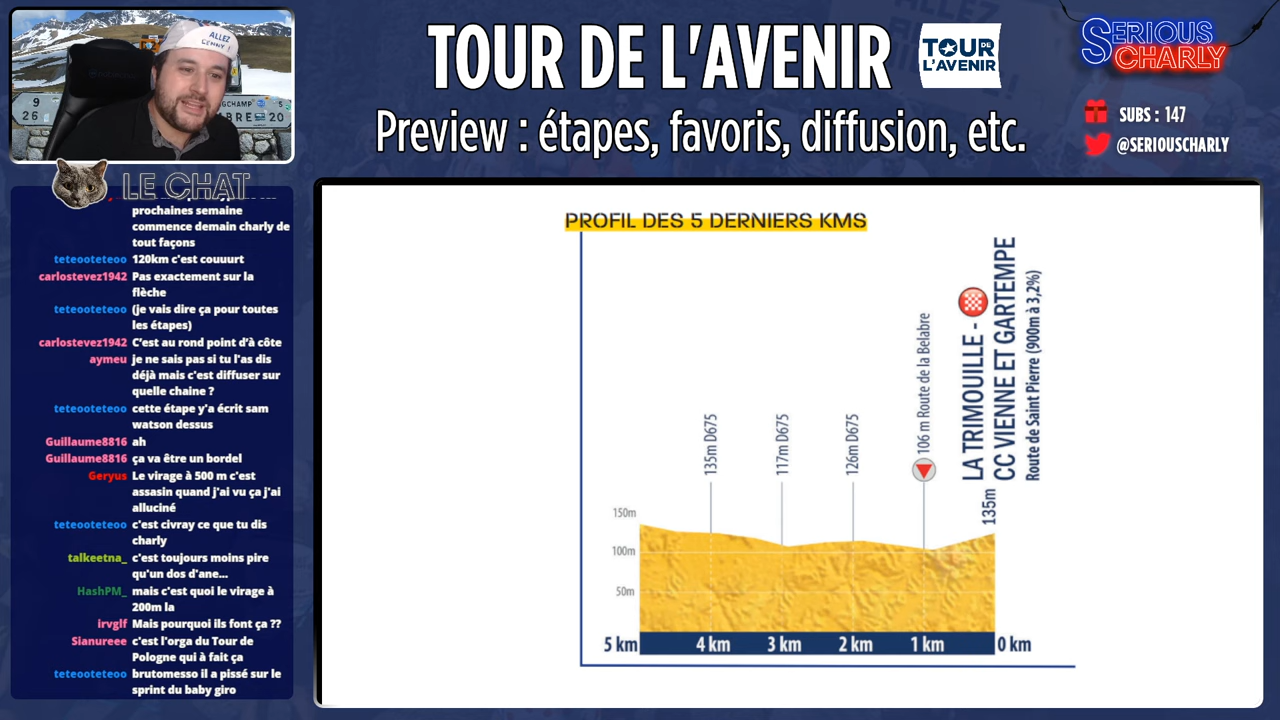 TOUR DE L'AVENIR
TOUR DE
L'AVENIR
Preview : étapes, favoris, diffusion, etc.
SERIOUS
CHARLY
SUBS : 147
@SERIOUSCHARLY
ALLEZ
LENNY !
9
26
20
LE CHAT
prochaines semaine
commence demain charly de
tout façons
teteooteteoo 120km c'est couuurt
carlostevez1942 Pas exactement sur la
flèche
teteooteteoo (je vais dire ça pour toutes
les étapes)
carlostevez1942 C'est au rond point d'à côte
aymeu je ne sais pas si tu l'as dis
déjà mais c'est diffuser sur
quelle chaine ?
teteooteteoo cette étape y'a écrit sam
watson dessus
Guillaume8816 ah
Guillaume8816 ça va être un bordel
Geryus Le virage à 500 m c'est
assasin quand j'ai vu ça j'ai
alluciné
teteooteteoo c'est civray ce que tu dis
charly
talkeetna_ c'est toujours moins pire
qu'un dos d'ane...
HashPM_ mais c'est quoi le virage à
200m la
irvglf Mais pourquoi ils font ça ??
Sianureee c'est l'orga du Tour de
Pologne qui à fait ça
teteooteteoo brutomesso il a pissé sur le
sprint du baby giro
PROFIL DES 5 DERNIERS KMS
135m D675
117m D675
126m D675
106 m Route de la Belabre
LA TRIMOUILLE -
CC VIENNE ET GARTEMPE
Route de Saint Pierre (900m à 3,2%)
135m
150m
100m
50m
5 km 4 km 3 km 2 km 1 km 0 km